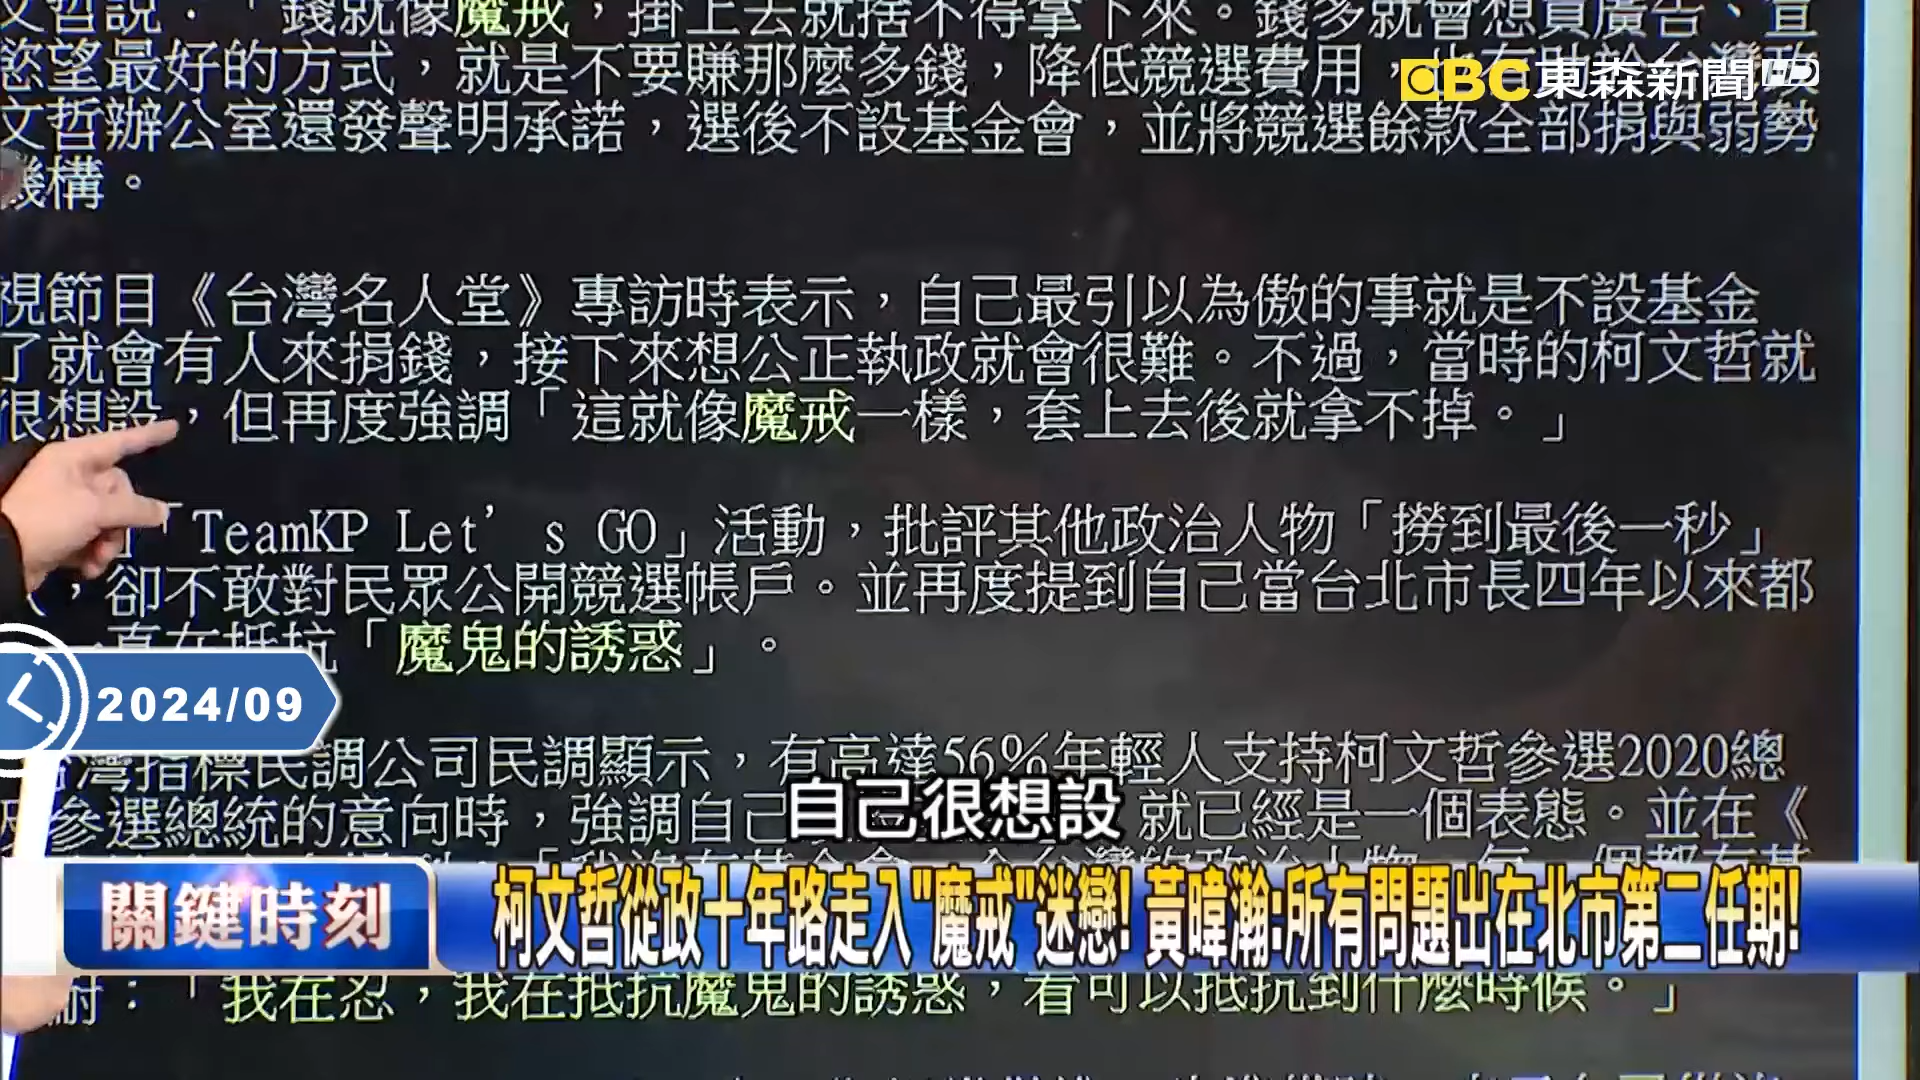 文哲說：「錢就像魔戒，掛上去就捨不得拿下來。錢多就會想買廣告、宣
慾望最好的方式，就是不要賺那麼多錢，降低競選費用，也有助於台灣政
EBC東森新聞HD
文哲辦公室還發聲明承諾，選後不設基金會，並將競選餘款全部捐與弱勢
機構。
視節目《台灣名人堂》專訪時表示，自己最引以為傲的事就是不設基金
了就會有人來捐錢，接下來想公正執政就會很難。不過，當時的柯文哲就
很想設，但再度強調「這就像魔戒一樣，套上去後就拿不掉。」
「TeamKP Let's GO」活動，批評其他政治人物「撈到最後一秒」
，卻不敢對民眾公開競選帳戶。並再度提到自己當台北市長四年以來都
一直在抵抗「魔鬼的誘惑」。
2024/09
台灣指標民調公司民調顯示，有高達56%年輕人支持柯文哲參選2020總
及參選總統的意向時，強調自己 就已經是一個表態。並在《
自己很想設
關鍵時刻
柯文哲從政十年路走入"魔戒"迷戀! 黃暐瀚:所有問題出在北市第二任期!
耐：「我在忍，我在抵抗魔鬼的誘惑，看可以抵抗到什麼時候。」